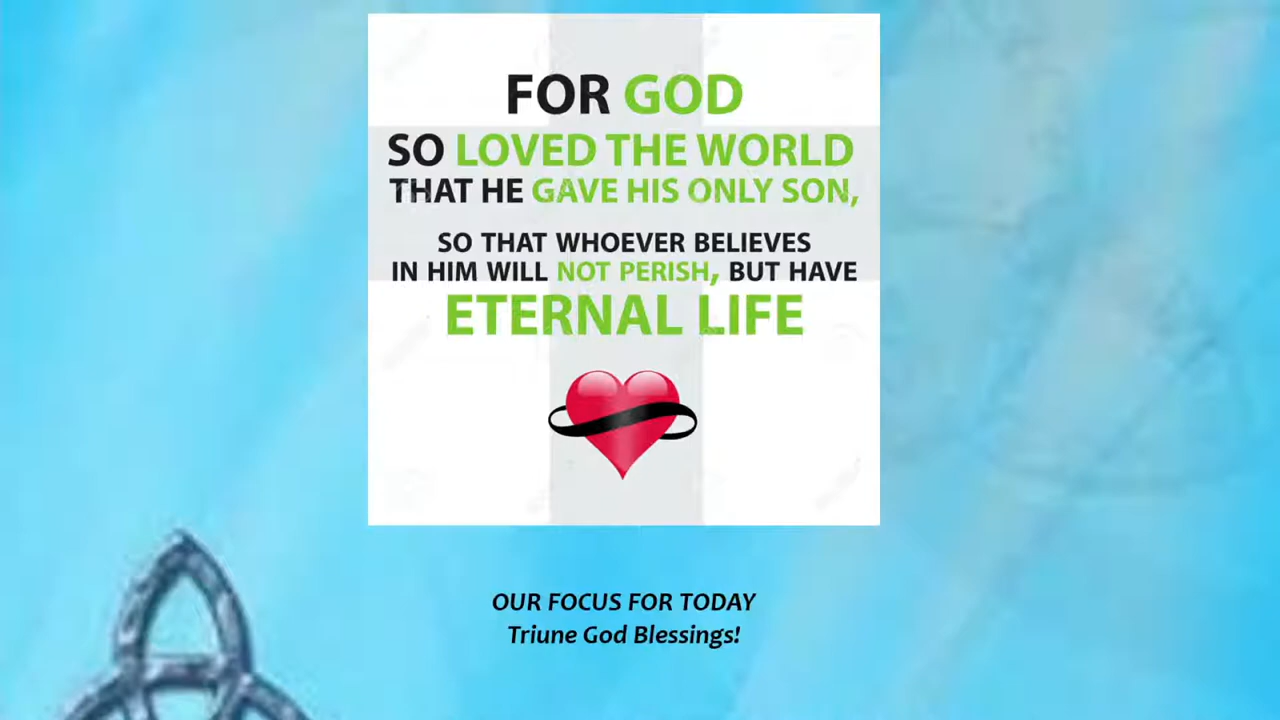 FOR GOD
SO LOVED THE WORLD
THAT HE GAVE HIS ONLY SON,
SO THAT WHOEVER BELIEVES
IN HIM WILL NOT PERISH, BUT HAVE
ETERNAL LIFE
OUR FOCUS FOR TODAY
Triune God Blessings!